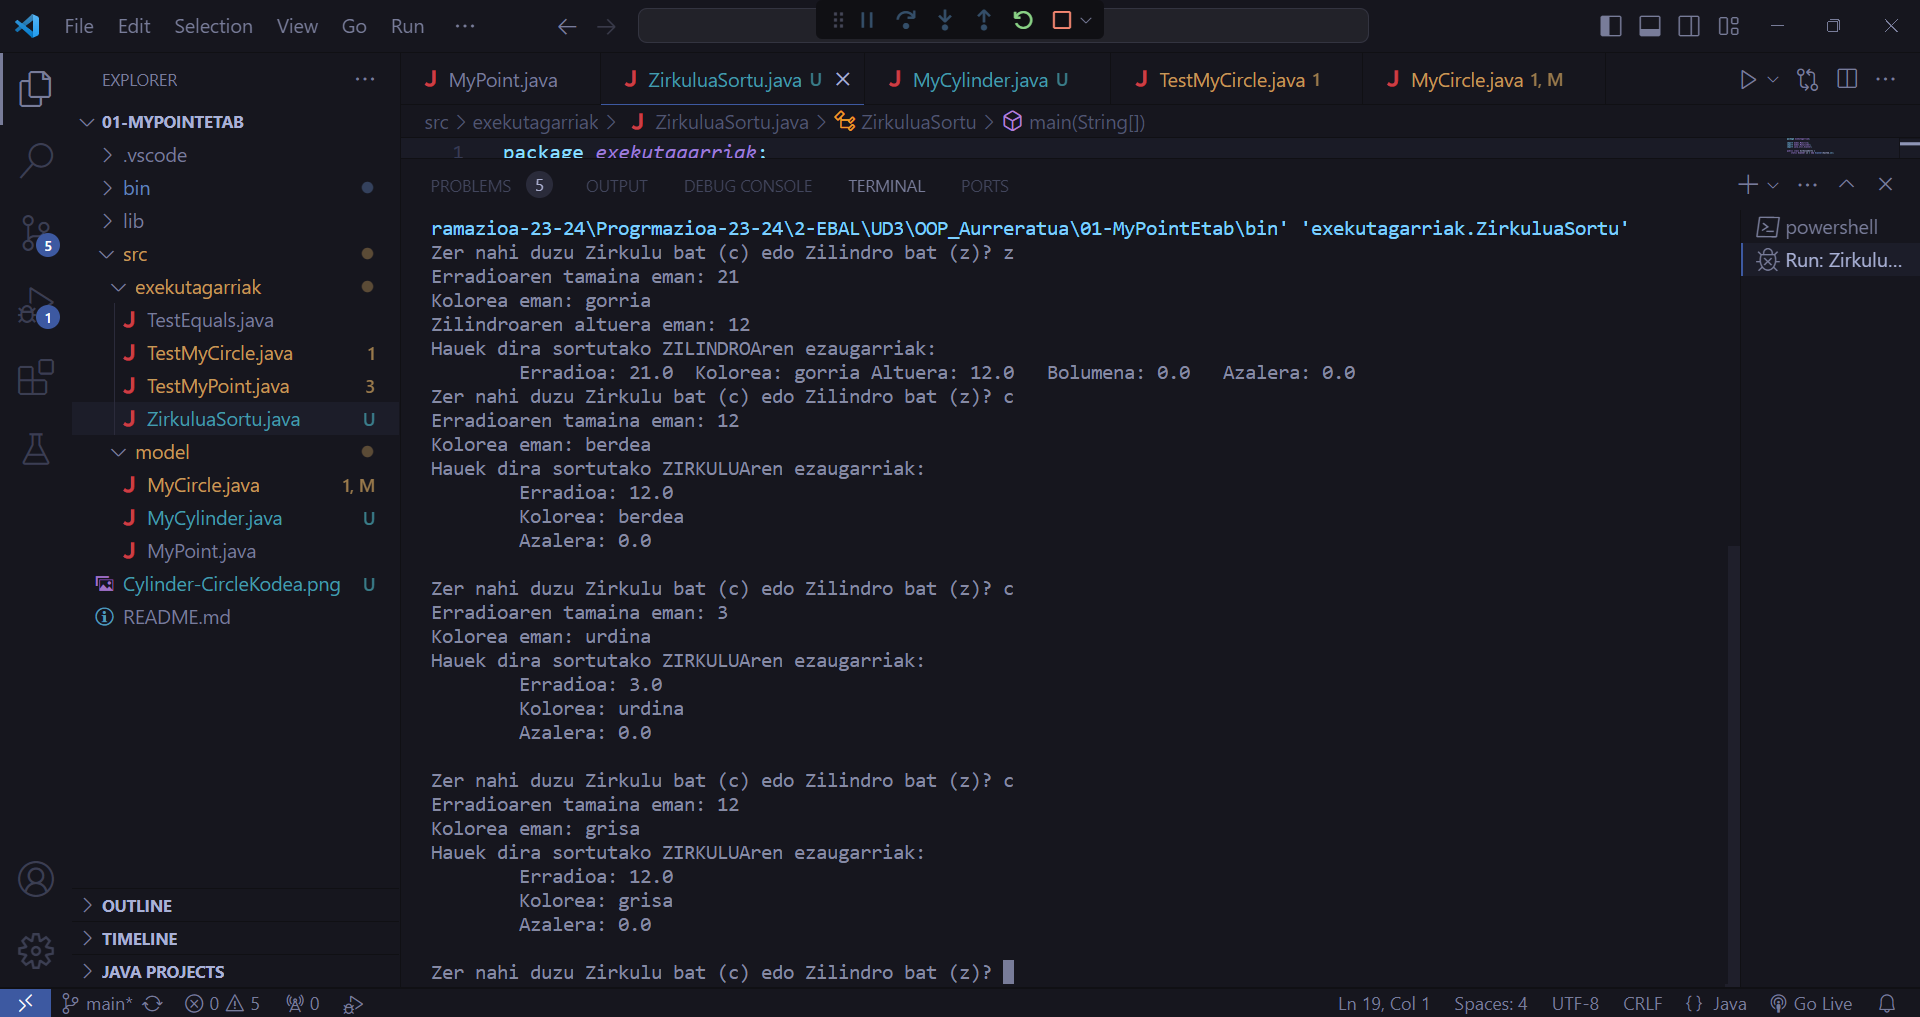 File Edit Selection View Go Run ···
EXPLORER ···
01-MYPOINTETAB
.vscode
bin
lib
src
exekutagarriak
TestEquals.java
TestMyCircle.java 1
TestMyPoint.java 3
ZirkuluaSortu.java U
model
MyCircle.java 1, M
MyCylinder.java U
MyPoint.java
Cylinder-CircleKodea.png U
README.md
OUTLINE
TIMELINE
JAVA PROJECTS
5
1
MyPoint.java ZirkuluaSortu.java U MyCylinder.java U TestMyCircle.java 1 MyCircle.java 1, M
src > exekutagarriak > ZirkuluaSortu.java > ZirkuluaSortu > main(String[])
1 package exekutagarriak;
PROBLEMS 5 OUTPUT DEBUG CONSOLE TERMINAL PORTS
powershell
Run: Zirkulu...
ramazioa-23-24\Progrmazioa-23-24\2-EBAL\UD3\OOP_Aurreratua\01-MyPointEtab\bin' 'exekutagarriak.ZirkuluaSortu'
Zer nahi duzu Zirkulu bat (c) edo Zilindro bat (z)? z
Erradioaren tamaina eman: 21
Kolorea eman: gorria
Zilindroaren altuera eman: 12
Hauek dira sortutako ZILINDROAren ezaugarriak:
Erradioa: 21.0 Kolorea: gorria Altuera: 12.0 Bolumena: 0.0 Azalera: 0.0
Zer nahi duzu Zirkulu bat (c) edo Zilindro bat (z)? c
Erradioaren tamaina eman: 12
Kolorea eman: berdea
Hauek dira sortutako ZIRKULUAren ezaugarriak:
Erradioa: 12.0
Kolorea: berdea
Azalera: 0.0
Zer nahi duzu Zirkulu bat (c) edo Zilindro bat (z)? c
Erradioaren tamaina eman: 3
Kolorea eman: urdina
Hauek dira sortutako ZIRKULUAren ezaugarriak:
Erradioa: 3.0
Kolorea: urdina
Azalera: 0.0
Zer nahi duzu Zirkulu bat (c) edo Zilindro bat (z)? c
Erradioaren tamaina eman: 12
Kolorea eman: grisa
Hauek dira sortutako ZIRKULUAren ezaugarriak:
Erradioa: 12.0
Kolorea: grisa
Azalera: 0.0
Zer nahi duzu Zirkulu bat (c) edo Zilindro bat (z)?
main* 0 5 0 Ln 19, Col 1 Spaces: 4 UTF-8 CRLF {} Java Go Live